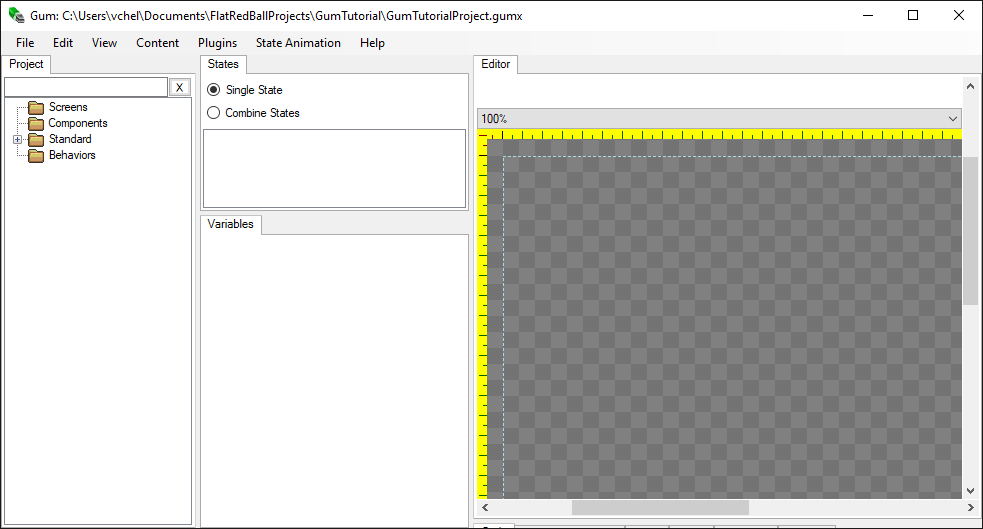 Gum: C:\Users\vchel\Documents\FlatRedBallProjects\GumTutorial\GumTutorialProject.gumx
File Edit View Content Plugins State Animation Help
Project
X
Screens
Components
Standard
Behaviors
States
Single State
Combine States
Variables
Editor
100%